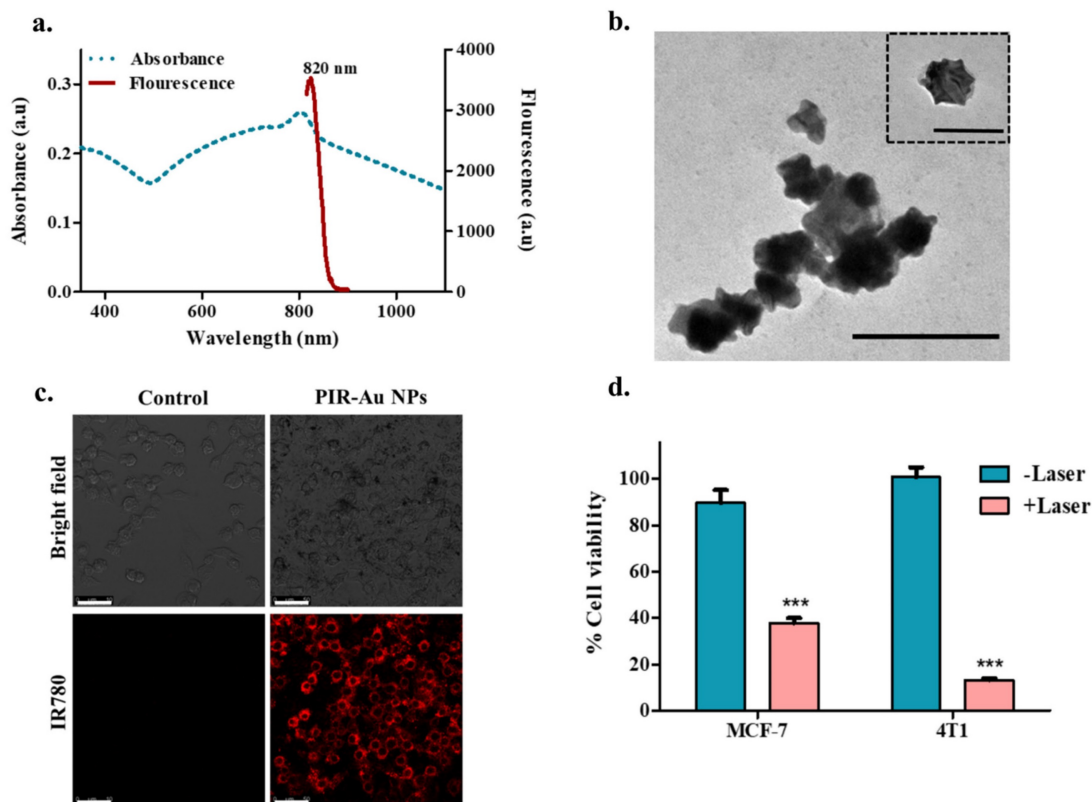 a.
Absorbance
Flourescence
820 nm
Absorbance (a.u)
0.3
0.2
0.1
0.0
4000
3000
2000
1000
0
Flourescence (a.u)
400
600
800
1000
Wavelength (nm)
b.
c.
Control
PIR-Au NPs
Bright field
IR780
d.
% Cell viability
100
80
60
40
20
0
-Laser
+Laser
***
***
MCF-7
4T1